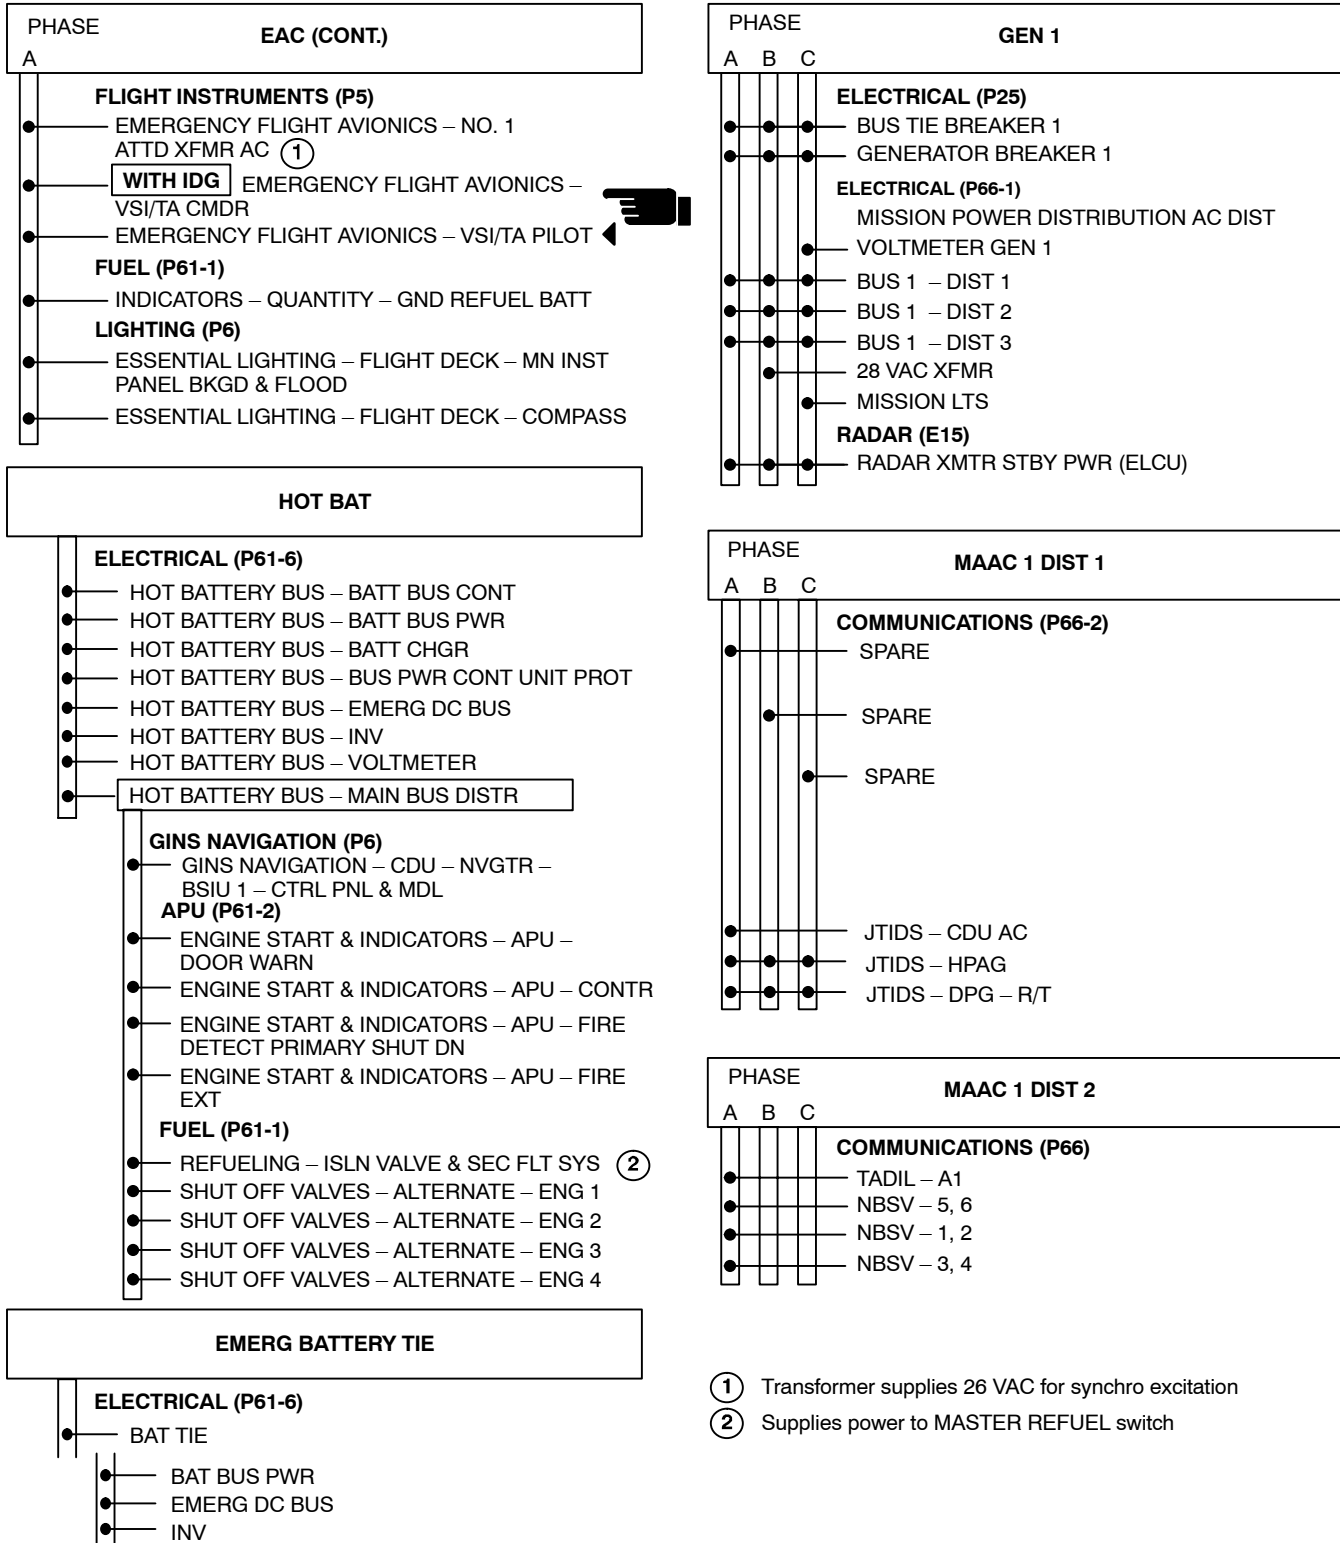 PHASE
EAC (CONT.)
A
FLIGHT INSTRUMENTS (P5)
EMERGENCY FLIGHT AVIONICS – NO. 1
ATTD XFMR AC 1
WITH IDG EMERGENCY FLIGHT AVIONICS –
VSI/TA CMDR
EMERGENCY FLIGHT AVIONICS – VSI/TA PILOT
FUEL (P61-1)
INDICATORS – QUANTITY – GND REFUEL BATT
LIGHTING (P6)
ESSENTIAL LIGHTING – FLIGHT DECK – MN INST
PANEL BKGD & FLOOD
ESSENTIAL LIGHTING – FLIGHT DECK – COMPASS
HOT BAT
ELECTRICAL (P61-6)
HOT BATTERY BUS – BATT BUS CONT
HOT BATTERY BUS – BATT BUS PWR
HOT BATTERY BUS – BATT CHGR
HOT BATTERY BUS – BUS PWR CONT UNIT PROT
HOT BATTERY BUS – EMERG DC BUS
HOT BATTERY BUS – INV
HOT BATTERY BUS – VOLTMETER
HOT BATTERY BUS – MAIN BUS DISTR
GINS NAVIGATION (P6)
GINS NAVIGATION – CDU – NVGTR –
BSIU 1 – CTRL PNL & MDL
APU (P61-2)
ENGINE START & INDICATORS – APU –
DOOR WARN
ENGINE START & INDICATORS – APU – CONTR
ENGINE START & INDICATORS – APU – FIRE
DETECT PRIMARY SHUT DN
ENGINE START & INDICATORS – APU – FIRE
EXT
FUEL (P61-1)
REFUELING – ISLN VALVE & SEC FLT SYS 2
SHUT OFF VALVES – ALTERNATE – ENG 1
SHUT OFF VALVES – ALTERNATE – ENG 2
SHUT OFF VALVES – ALTERNATE – ENG 3
SHUT OFF VALVES – ALTERNATE – ENG 4
EMERG BATTERY TIE
ELECTRICAL (P61-6)
BAT TIE
BAT BUS PWR
EMERG DC BUS
INV
PHASE
GEN 1
A B C
ELECTRICAL (P25)
BUS TIE BREAKER 1
GENERATOR BREAKER 1
ELECTRICAL (P66-1)
MISSION POWER DISTRIBUTION AC DIST
VOLTMETER GEN 1
BUS 1 – DIST 1
BUS 1 – DIST 2
BUS 1 – DIST 3
28 VAC XFMR
MISSION LTS
RADAR (E15)
RADAR XMTR STBY PWR (ELCU)
PHASE
MAAC 1 DIST 1
A B C
COMMUNICATIONS (P66-2)
SPARE
SPARE
SPARE
JTIDS – CDU AC
JTIDS – HPAG
JTIDS – DPG – R/T
PHASE
MAAC 1 DIST 2
A B C
COMMUNICATIONS (P66)
TADIL – A1
NBSV – 5, 6
NBSV – 1, 2
NBSV – 3, 4
1 Transformer supplies 26 VAC for synchro excitation
2 Supplies power to MASTER REFUEL switch